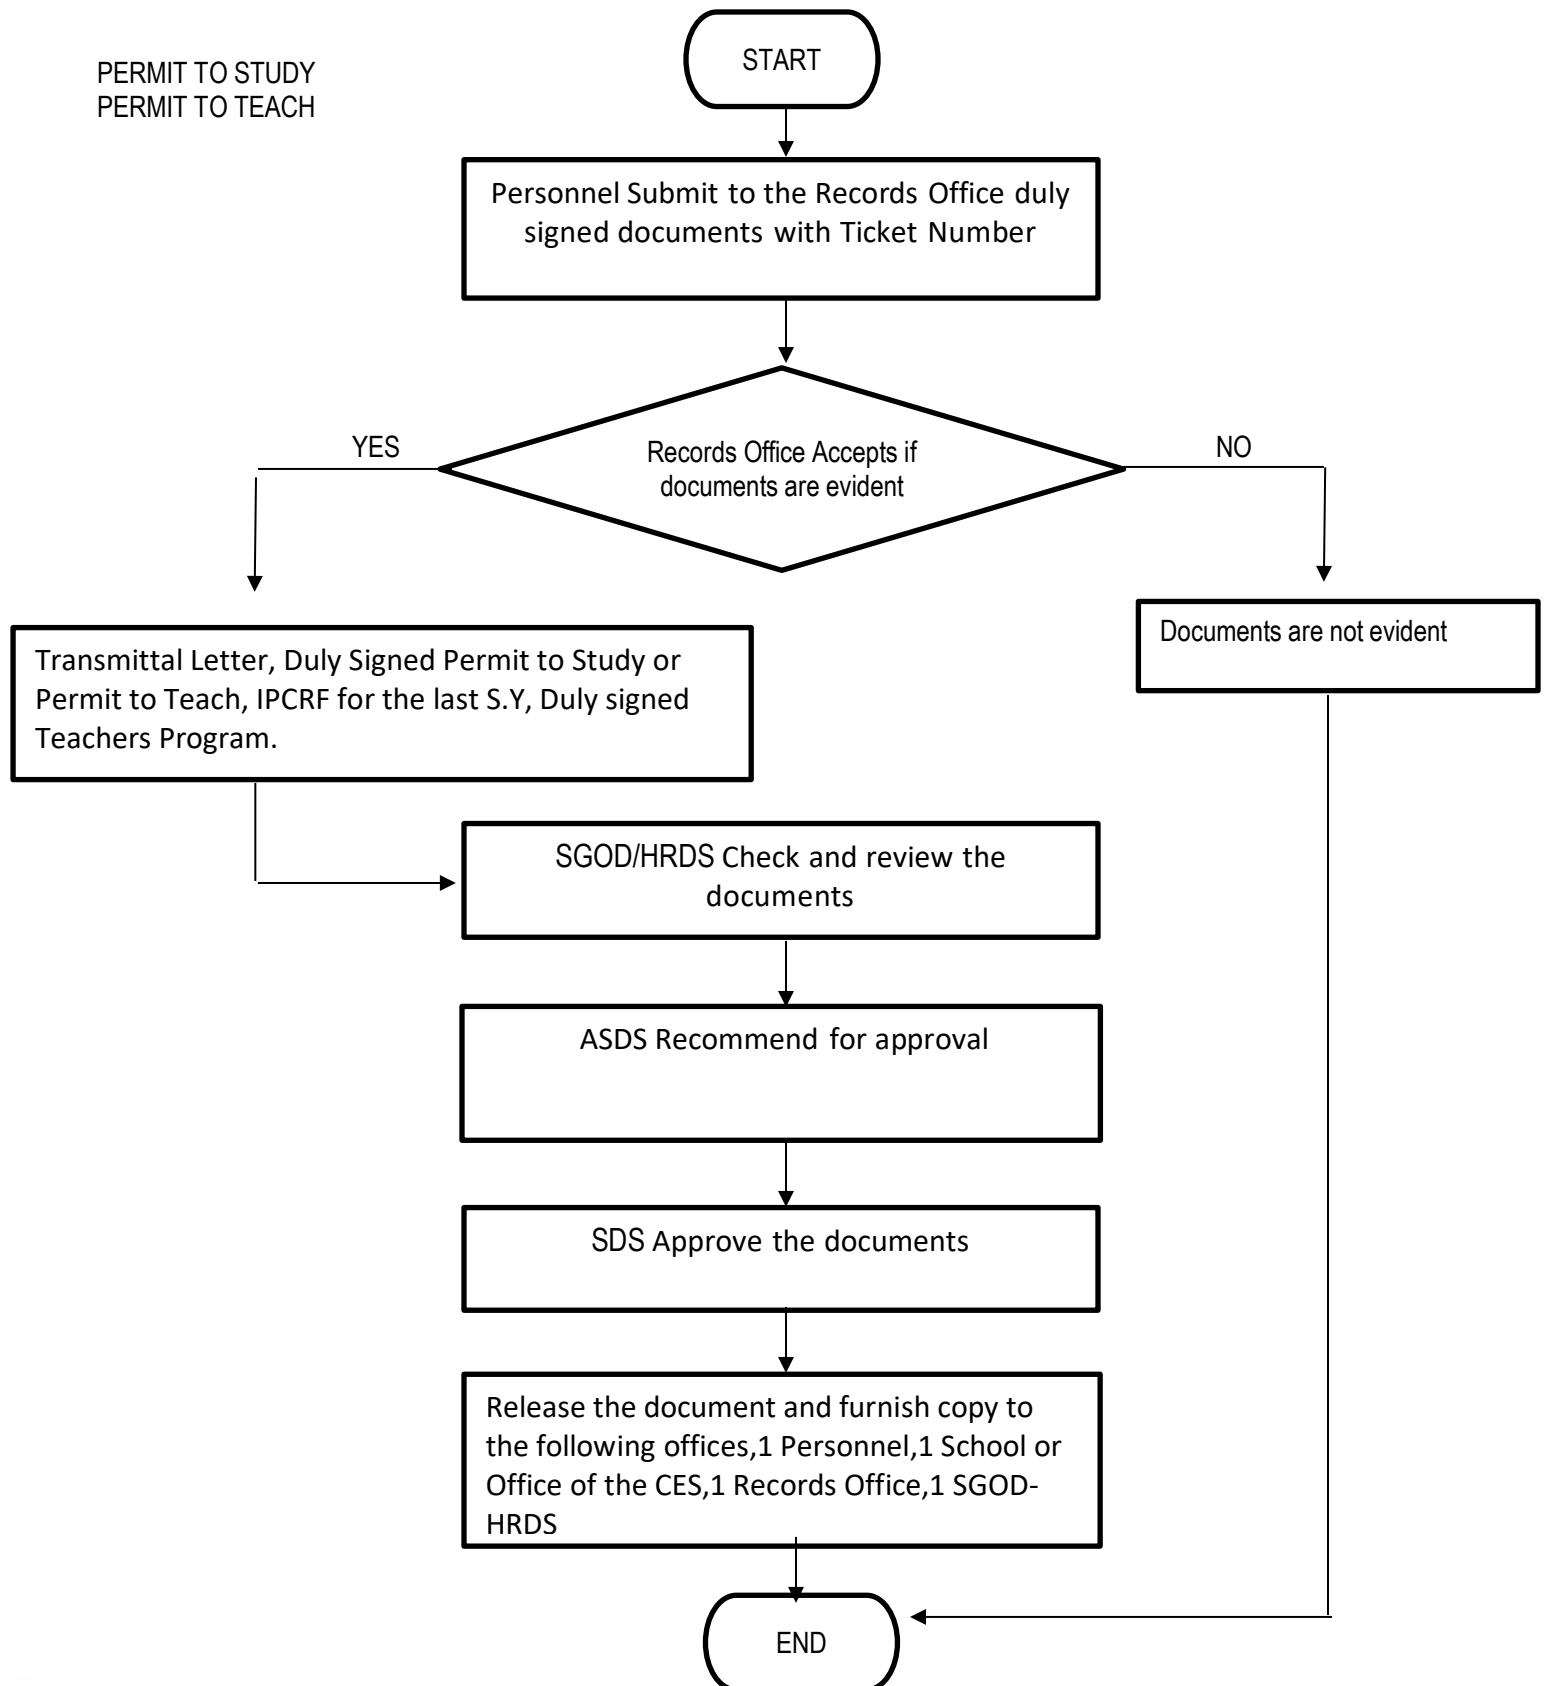 START
PERMIT TO STUDY
PERMIT TO TEACH
Personnel Submit to the Records Office duly
signed documents with Ticket Number
YES
NO
Records Office Accepts if
documents are evident
Documents are not evident
Transmittal Letter, Duly Signed Permit to Study or
Permit to Teach, IPCRF for the last S.Y, Duly signed
Teachers Program.
SGOD/HRDS Check and review the
documents
ASDS Recommend for approval
SDS Approve the documents
Release the document and furnish copy to
the following offices,1 Personnel,1 School or
Office of the CES,1 Records Office,1 SGOD-
HRDS
END